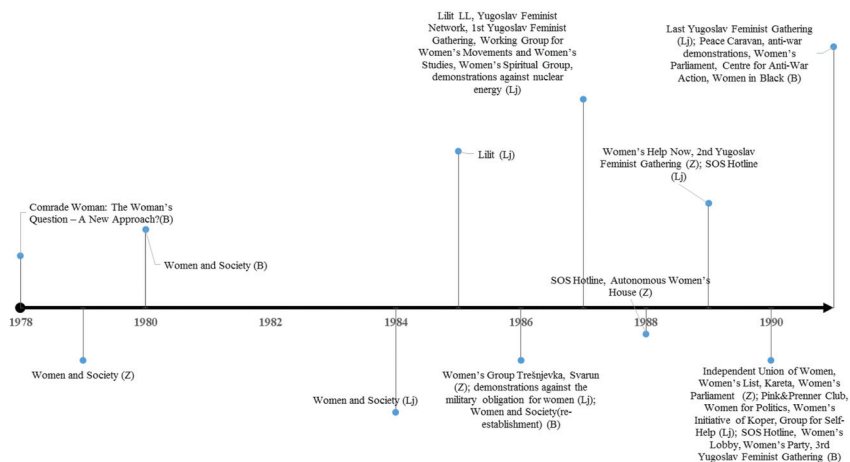 Lilit LL, Yugoslav Feminist
Network, 1st Yugoslav Feminist
Gathering, Working Group for
Women's Movements and Women's
Studies, Women's Spiritual Group,
demonstrations against nuclear
energy (Lj)
Last Yugoslav Feminist Gathering
(Lj); Peace Caravan, anti-war
demonstrations, Women's
Parliament, Centre for Anti-War
Action, Women in Black (B)
Lilit (Lj)
Women's Help Now, 2nd Yugoslav
Feminist Gathering (Z); SOS Hotline
(Lj)
Comrade Woman: The Woman's
Question – A New Approach?(B)
Women and Society (B)
SOS Hotline, Autonomous Women's
House (Z)
1978
1980
1982
1984
1986
1988
1990
Women and Society (Z)
Women and Society (Lj)
Women's Group Trešnjevka, Svarun
(Z); demonstrations against the
military obligation for women (Lj);
Women and Society(re-
establishment) (B)
Independent Union of Women,
Women's List, Kareta, Women's
Parliament (Z); Pink&Prenner Club,
Women for Politics, Women's
Initiative of Koper, Group for Self-
Help (Lj); SOS Hotline, Women's
Lobby, Women's Party, 3rd
Yugoslav Feminist Gathering (B)